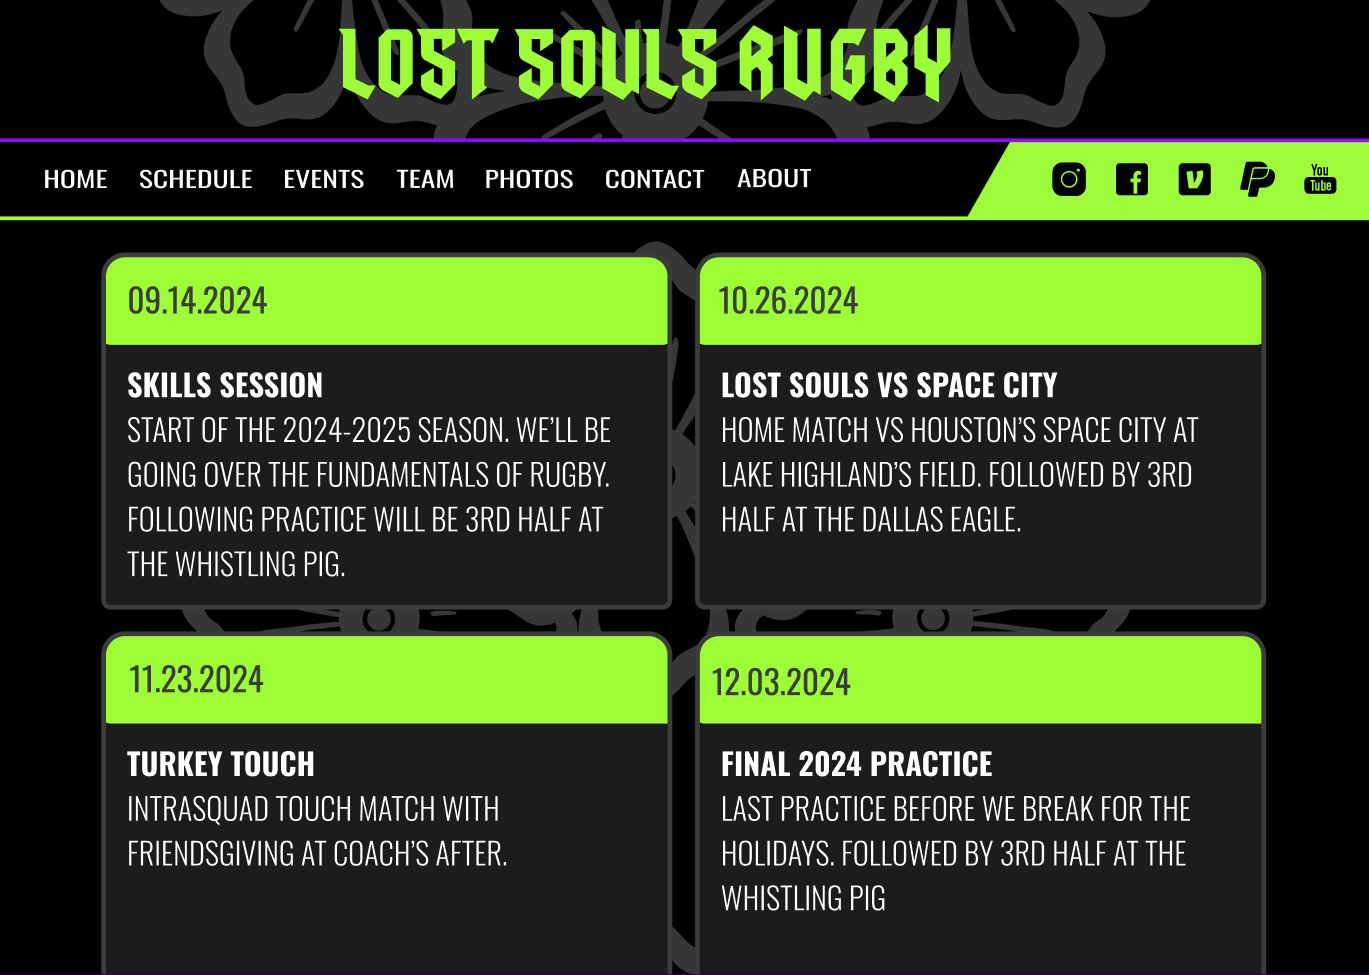 LOST SOULS RUGBY
HOME SCHEDULE EVENTS TEAM PHOTOS CONTACT ABOUT
You
Tube
09.14.2024
SKILLS SESSION
START OF THE 2024-2025 SEASON. WE'LL BE
GOING OVER THE FUNDAMENTALS OF RUGBY.
FOLLOWING PRACTICE WILL BE 3RD HALF AT
THE WHISTLING PIG.
10.26.2024
LOST SOULS VS SPACE CITY
HOME MATCH VS HOUSTON'S SPACE CITY AT
LAKE HIGHLAND'S FIELD. FOLLOWED BY 3RD
HALF AT THE DALLAS EAGLE.
11.23.2024
TURKEY TOUCH
INTRASQUAD TOUCH MATCH WITH
FRIENDSGIVING AT COACH'S AFTER.
12.03.2024
FINAL 2024 PRACTICE
LAST PRACTICE BEFORE WE BREAK FOR THE
HOLIDAYS. FOLLOWED BY 3RD HALF AT THE
WHISTLING PIG